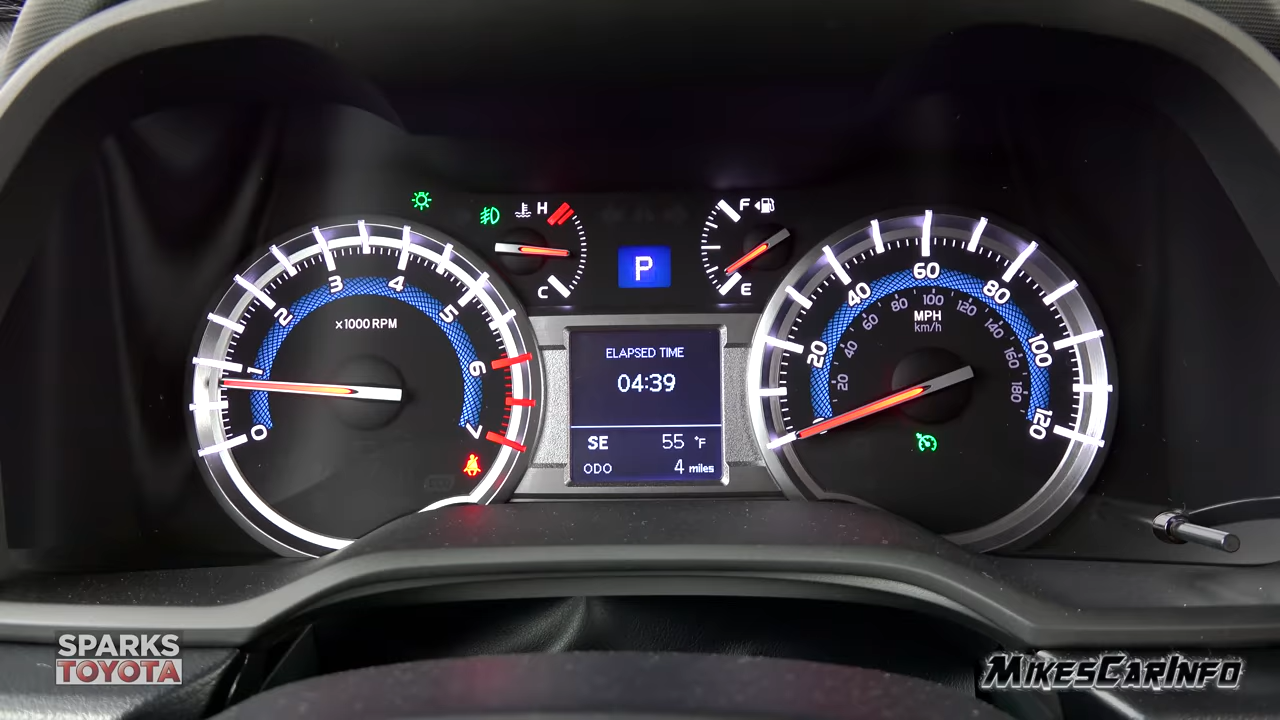 H
C
P
F
E
0
1
2
3
4
5
6
7
x1000 RPM
ELAPSED TIME
04:39
SE 55 °F
ODO 4 miles
20
40
60
80
100
120
MPH
km/h
20
40
60
80
100
120
140
160
180
ECO
SPARKS
TOYOTA
MIKESCARINFO